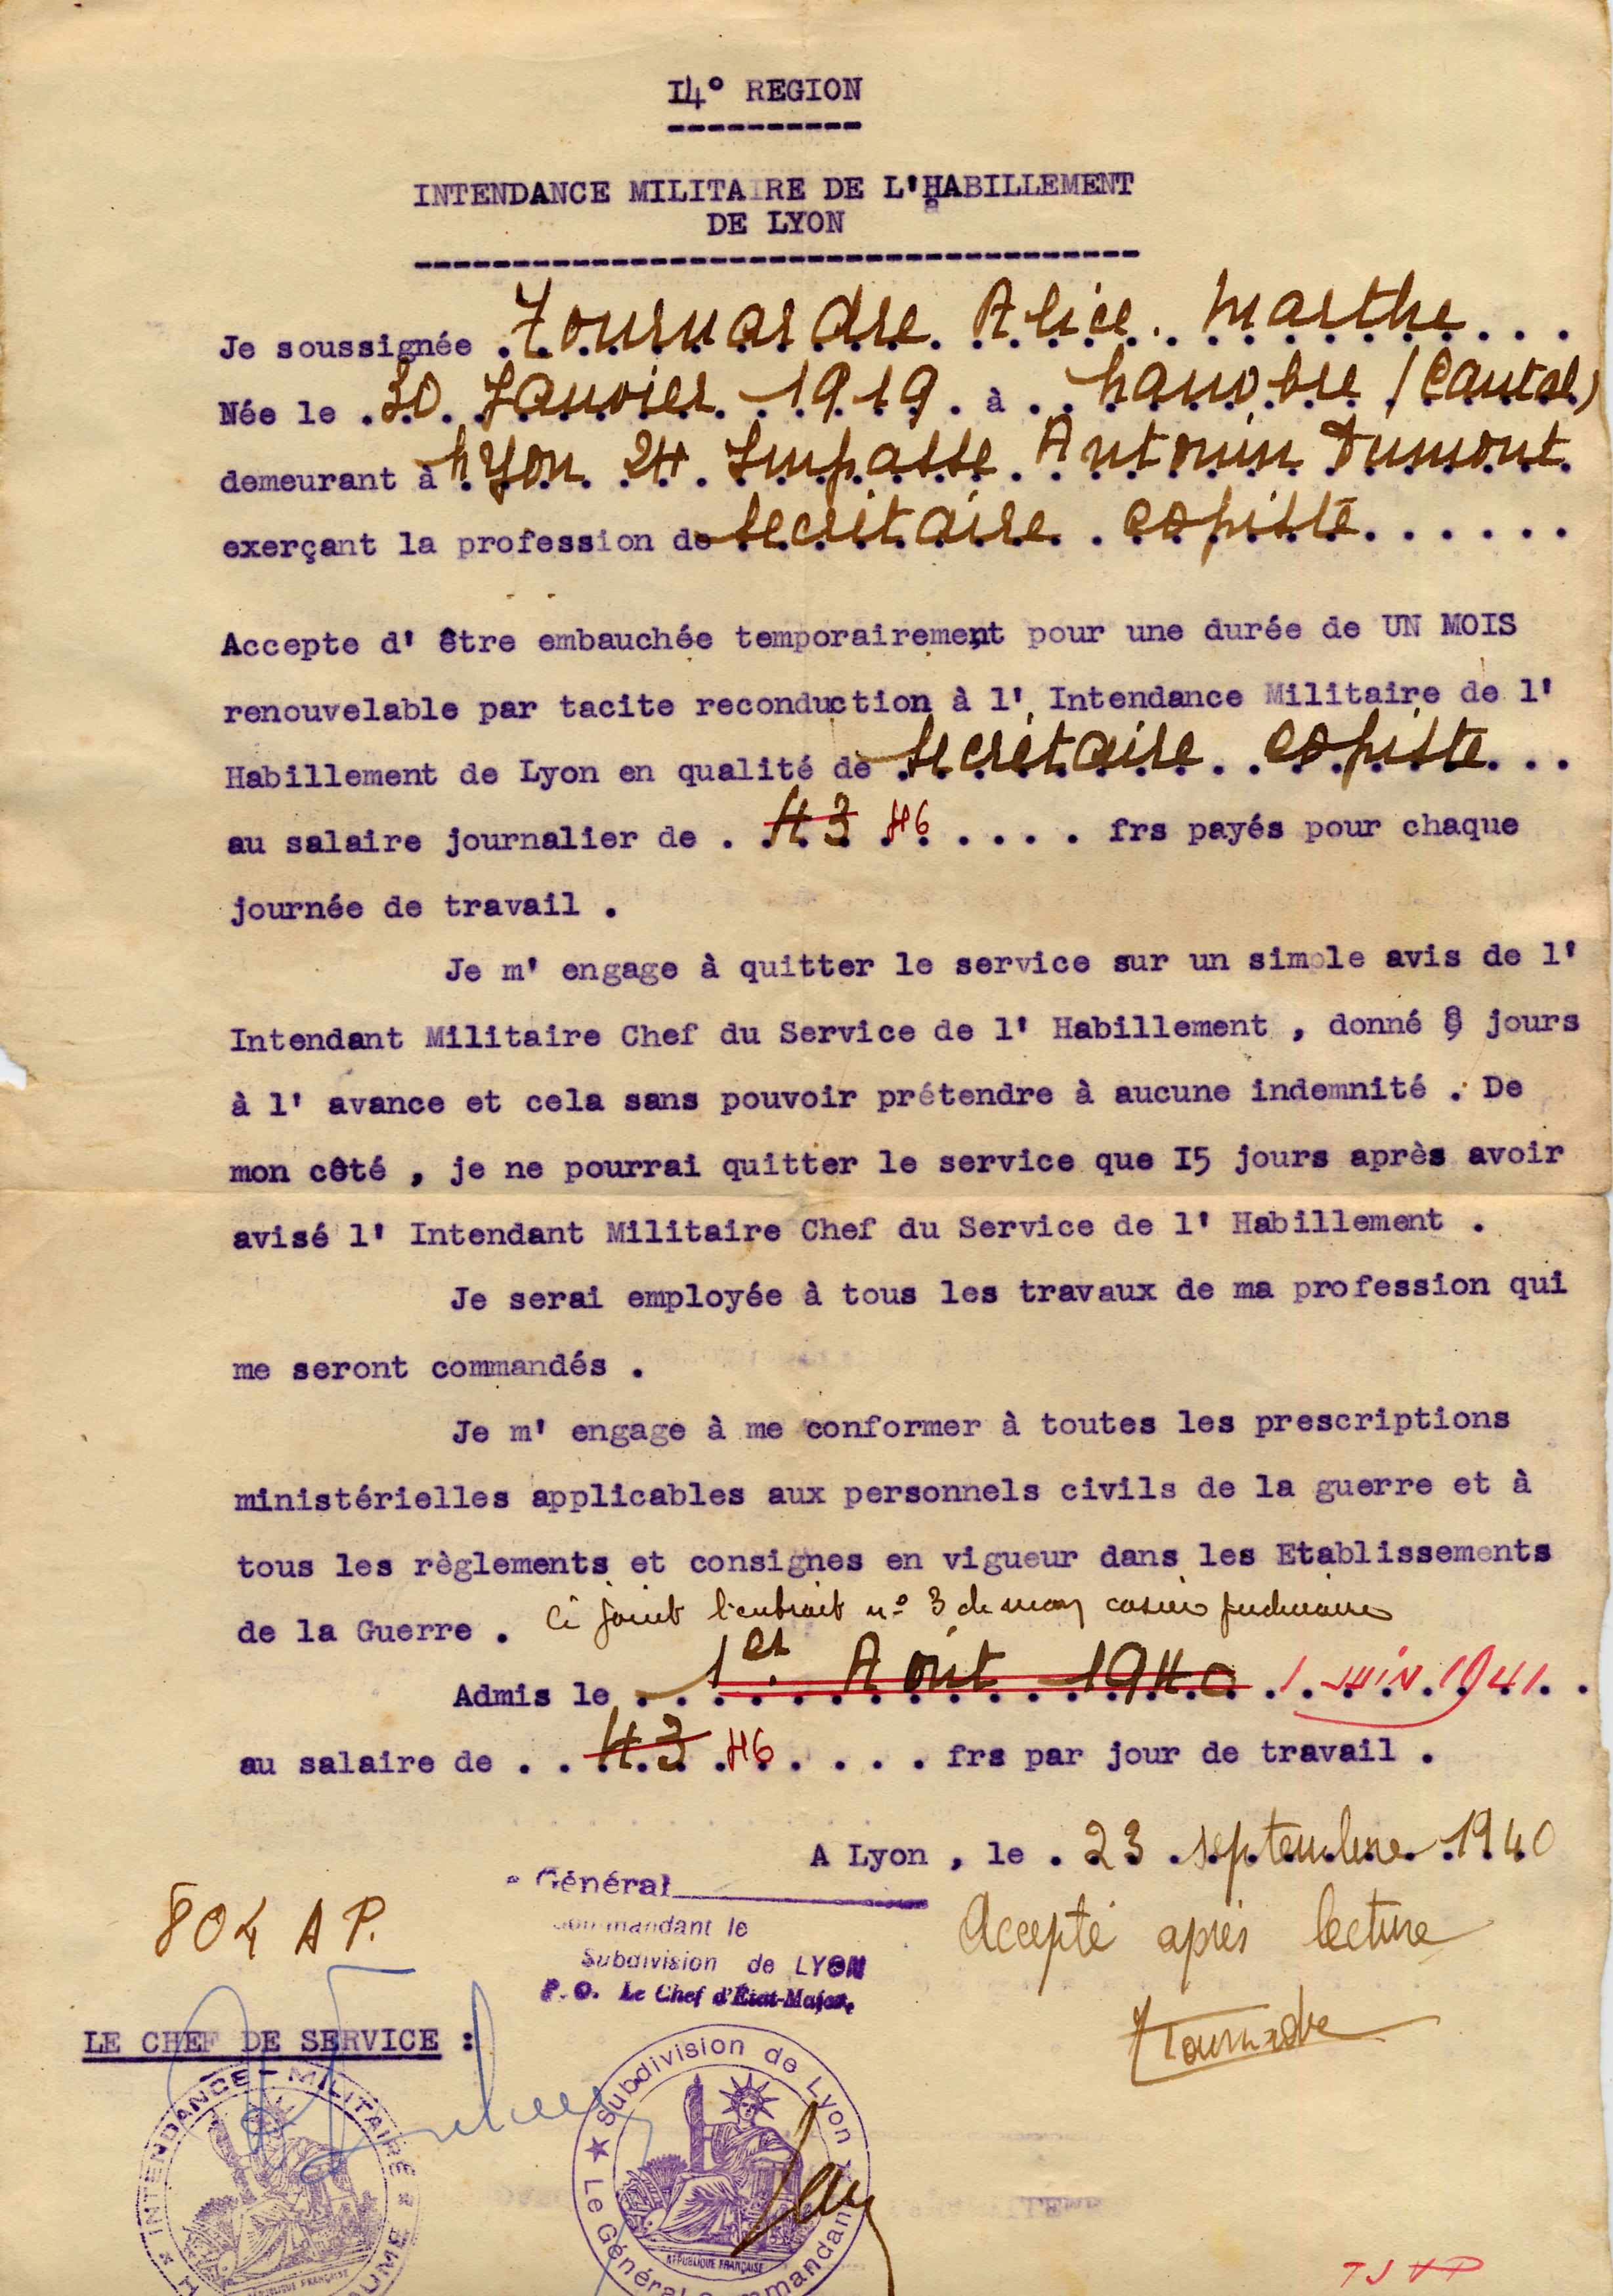 14° REGION
INTENDANCE MILITAIRE DE L'HABILLEMENT
DE LYON
Je soussignée Tournadre Alice Marthe
Née le 30 Janvier 1919 à Lanobre (Cantal)
demeurant à Lyon 24 Impasse Antonin Dumont
exerçant la profession de secrétaire copiste
Accepte d' être embauchée temporairement pour une durée de UN MOIS
renouvelable par tacite reconduction à l' Intendance Militaire de l'
Habillement de Lyon en qualité de secrétaire copiste
au salaire journalier de 43 46 frs payés pour chaque
journée de travail .
Je m' engage à quitter le service sur un simple avis de l'
Intendant Militaire Chef du Service de l' Habillement , donné 8 jours
à l' avance et cela sans pouvoir prétendre à aucune indemnité . De
mon côté , je ne pourrai quitter le service que I5 jours après avoir
avisé l' Intendant Militaire Chef du Service de l' Habillement .
Je serai employée à tous les travaux de ma profession qui
me seront commandés .
Je m' engage à me conformer à toutes les prescriptions
ministérielles applicables aux personnels civils de la guerre et à
tous les règlements et consignes en vigueur dans les Etablissements
de la Guerre . Ci joint l'extrait n° 3 de mon casier judiciaire
Admis le 1er Août 1940 1 JUIN 1941
au salaire de 43 46 frs par jour de travail .
A Lyon , le 23 septembre 1940
Général
Commandant le
Subdivision de LYON
P. O. Le Chef d'État-Major,
804 AP.
Accepté après lecture
Tournadre
LE CHEF DE SERVICE :
INTENDANCE MILITAIRE
RÉPUBLIQUE FRANÇAISE
Subdivision de Lyon
Le Général Commandant
RÉPUBLIQUE FRANÇAISE
TSVP